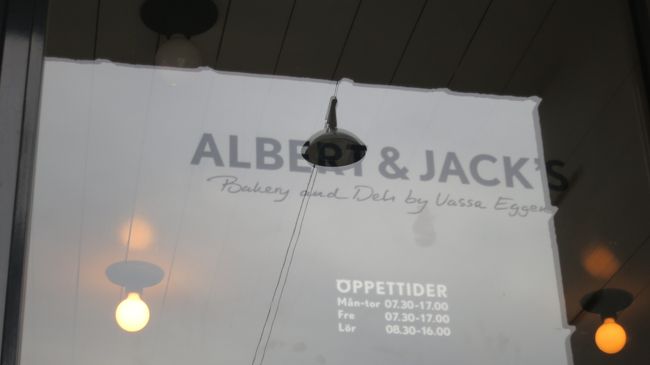 ALBERT & JACK'S
Bakery and Deli by Vassa Eggen
ÖPPETTIDER
Mån-tor 07.30-17.00
Fre 07.30-17.00
Lör 08.30-16.00